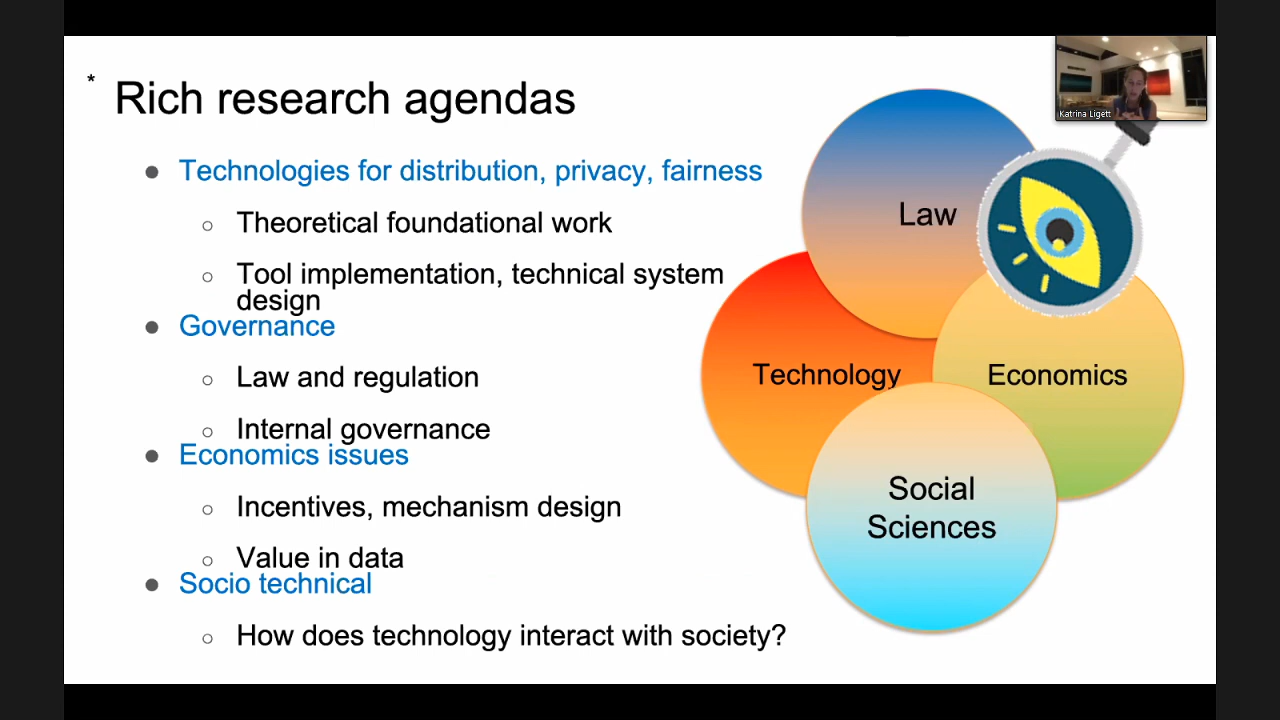 *
Rich research agendas
● Technologies for distribution, privacy, fairness
○ Theoretical foundational work
○ Tool implementation, technical system
design
● Governance
○ Law and regulation
○ Internal governance
● Economics issues
○ Incentives, mechanism design
○ Value in data
● Socio technical
○ How does technology interact with society?
Law
Technology
Economics
Social
Sciences
Katrina Ligett